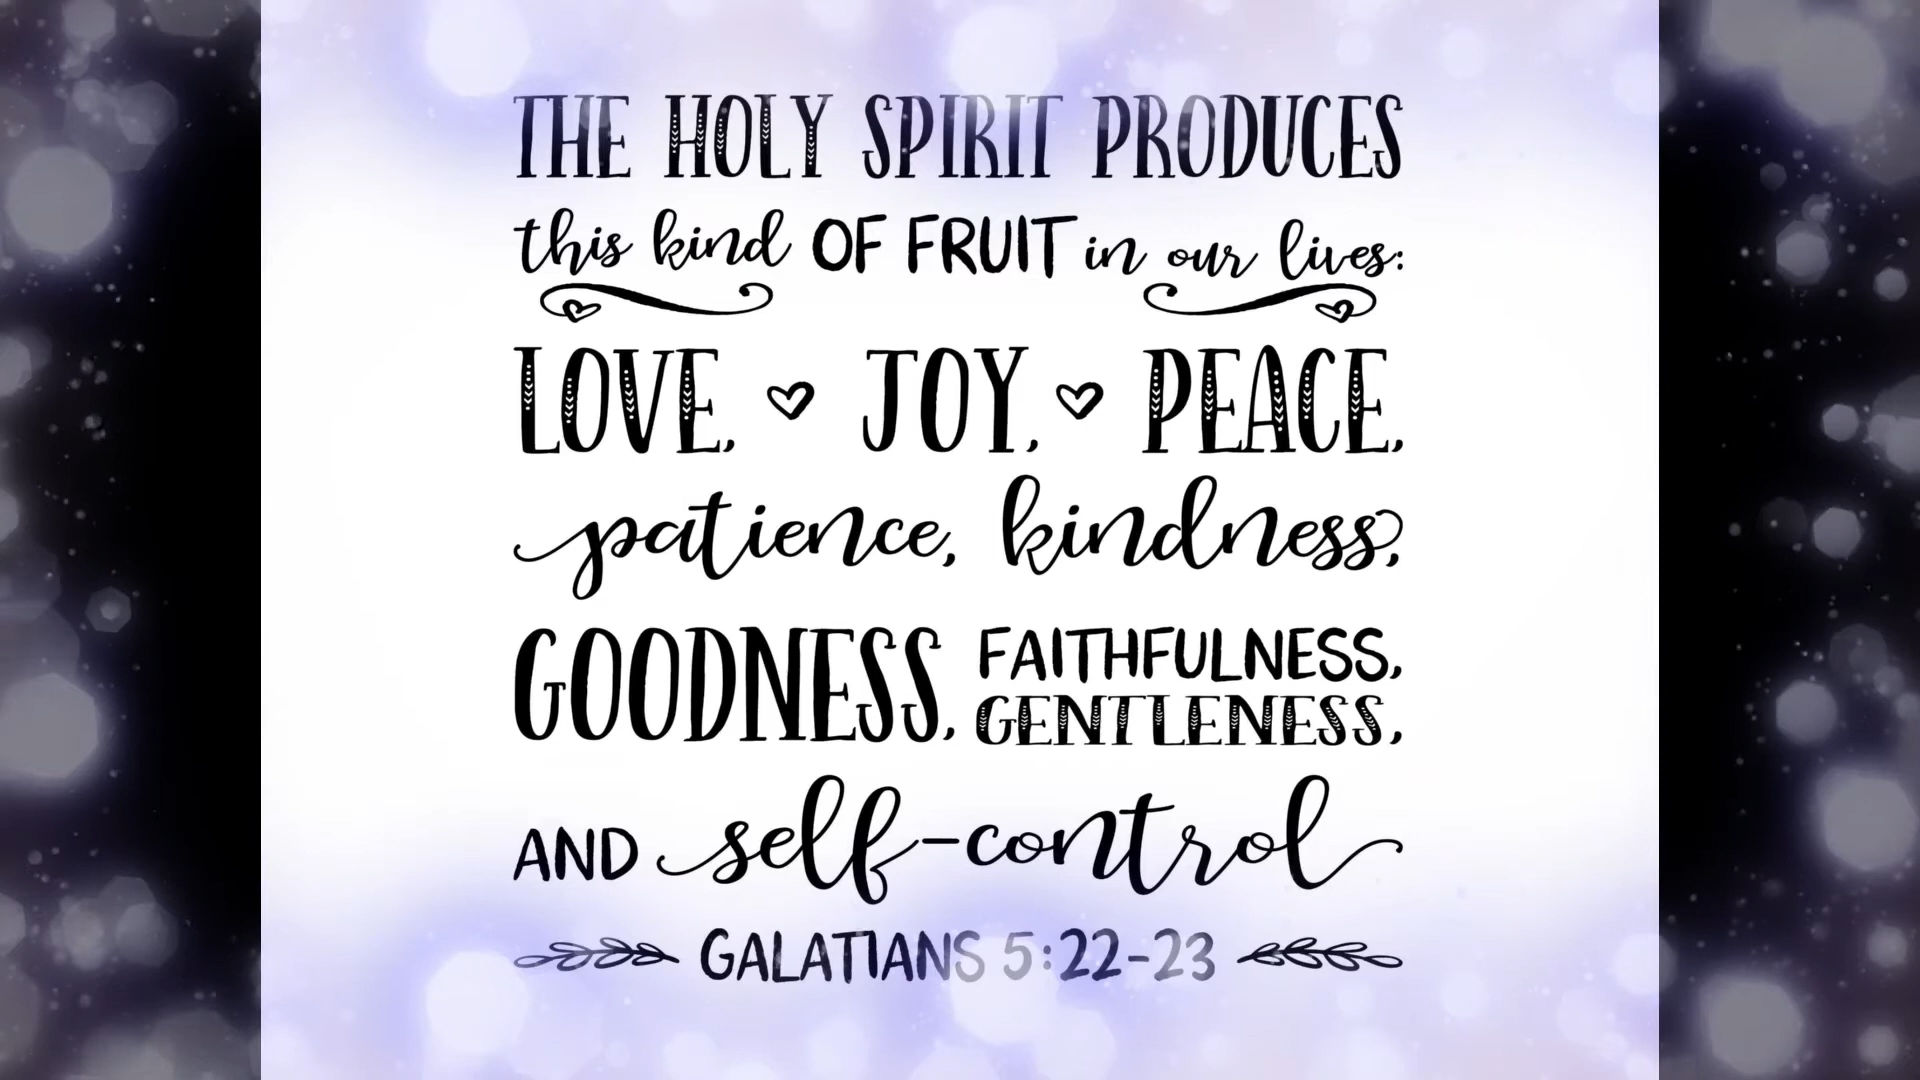 THE HOLY SPIRIT PRODUCES
this kind OF FRUIT in our lives:
LOVE, JOY, PEACE,
patience, kindness,
GOODNESS, FAITHFULNESS,
GENTLENESS,
AND self-control
GALATIANS 5:22-23